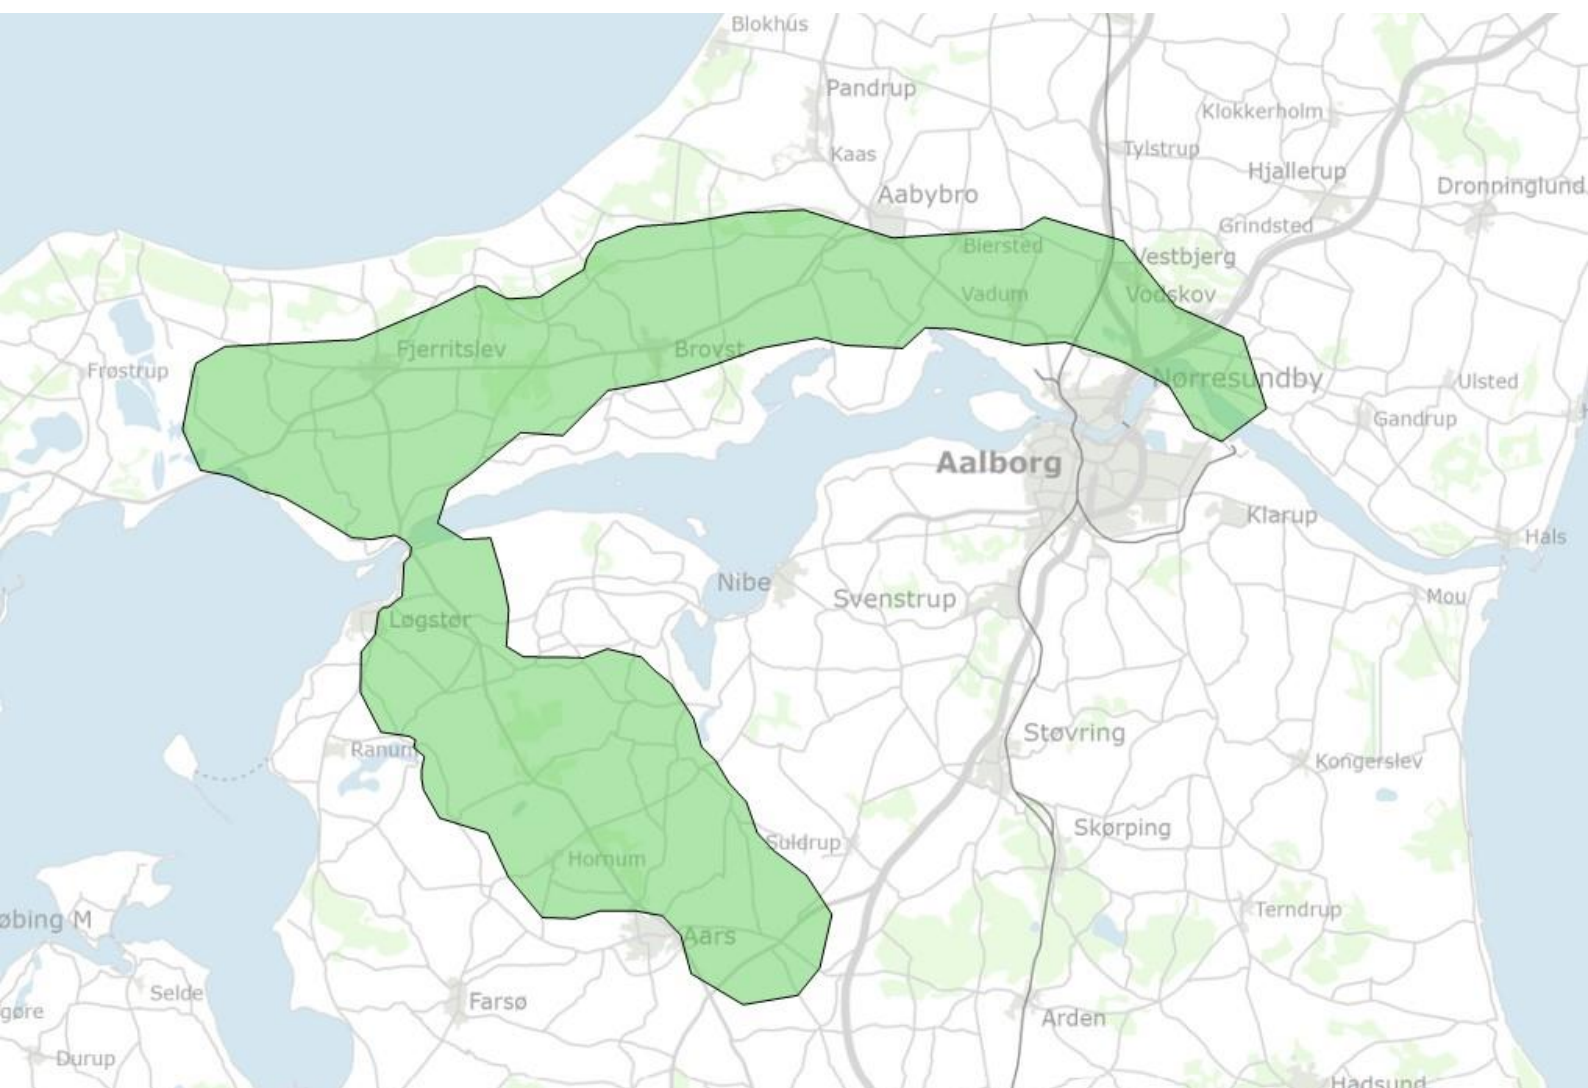 Blokhus
Pandrup
Klokkerholm
Kaas
Tylstrup
Hjallerup
Dronninglund
Aabybro
Grindsted
Biersted
Vestbjerg
Vadum
Vodskov
Fjerritslev
Brovst
Frøstrup
Nørresundby
Ulsted
Gandrup
Aalborg
Klarup
Hals
Nibe
Svenstrup
Mou
Løgstør
Støvring
Ranum
Kongerslev
Skørping
Suldrup
Hornum
øbing M
Terndrup
Aars
Selde
Farsø
gøre
Arden
Durup
Hadsund